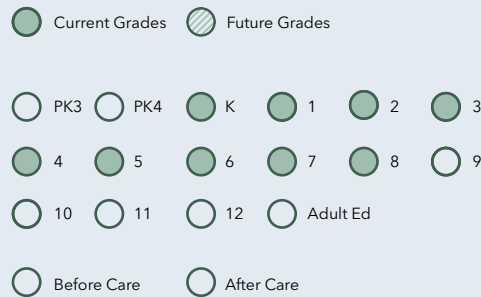 Current Grades Future Grades
PK3 PK4 K 1 2 3
4 5 6 7 8 9
10 11 12 Adult Ed
Before Care After Care